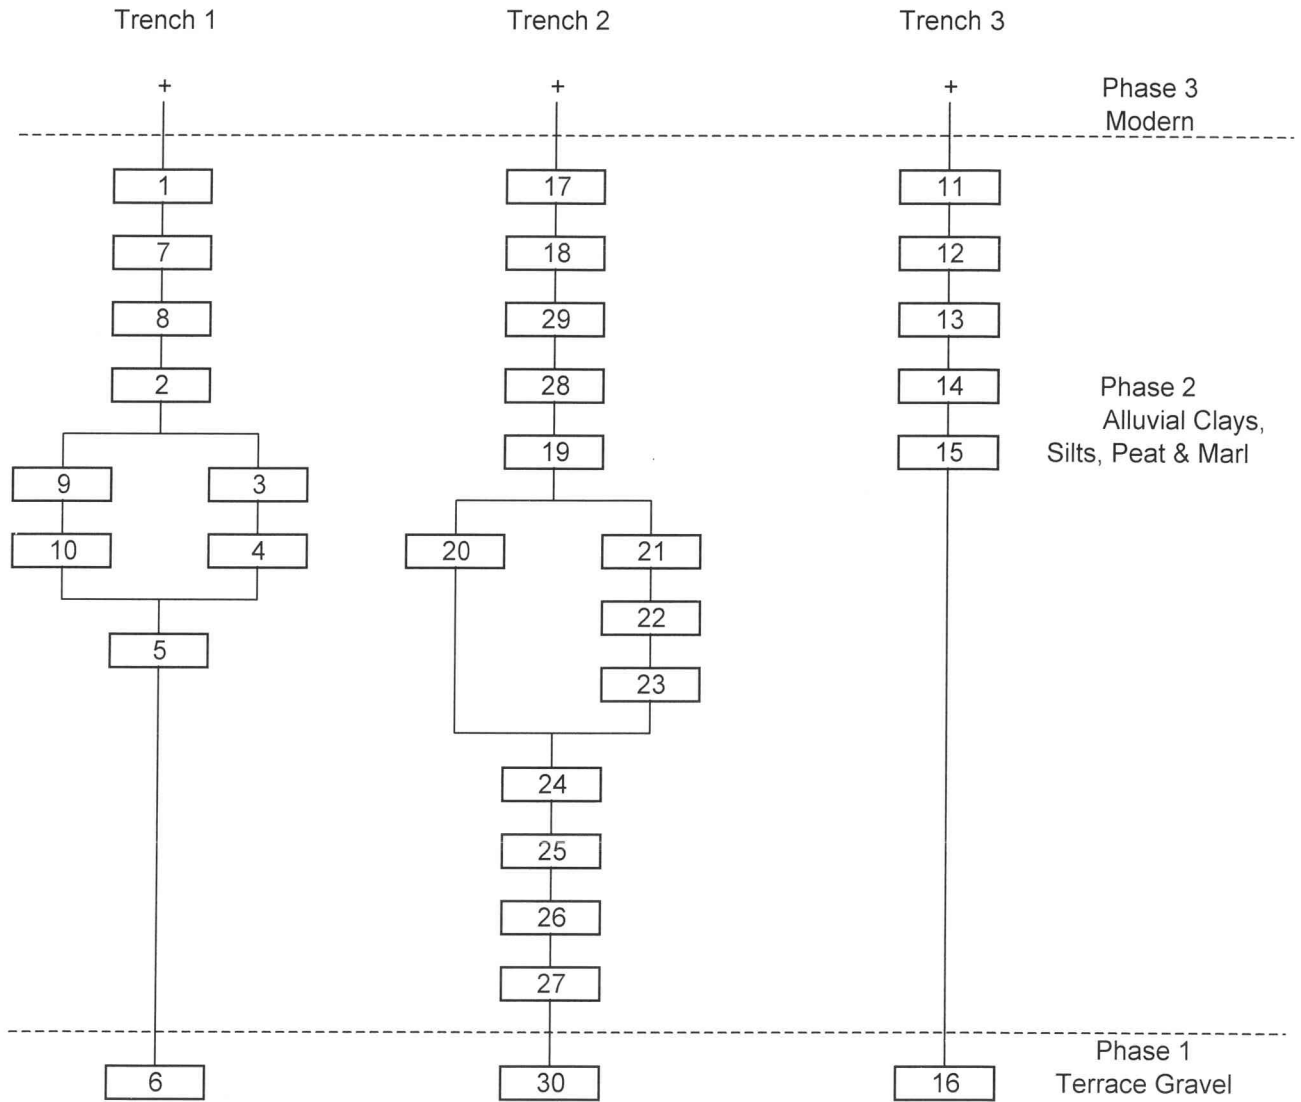 Trench 1 Trench 2 Trench 3
+ + +
Phase 3
Modern
1 17 11
7 18 12
8 29 13
2 28 14
Phase 2
Alluvial Clays,
19 15
Silts, Peat & Marl
9 3
10 4 20 21
22
5
23
24
25
26
27
Phase 1
Terrace Gravel
6 30 16